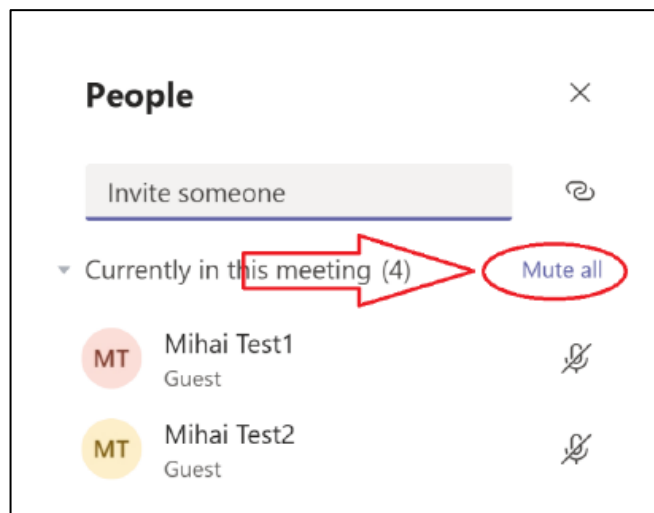 People
Invite someone
Currently in this meeting (4) Mute all
MT Mihai Test1
Guest
MT Mihai Test2
Guest